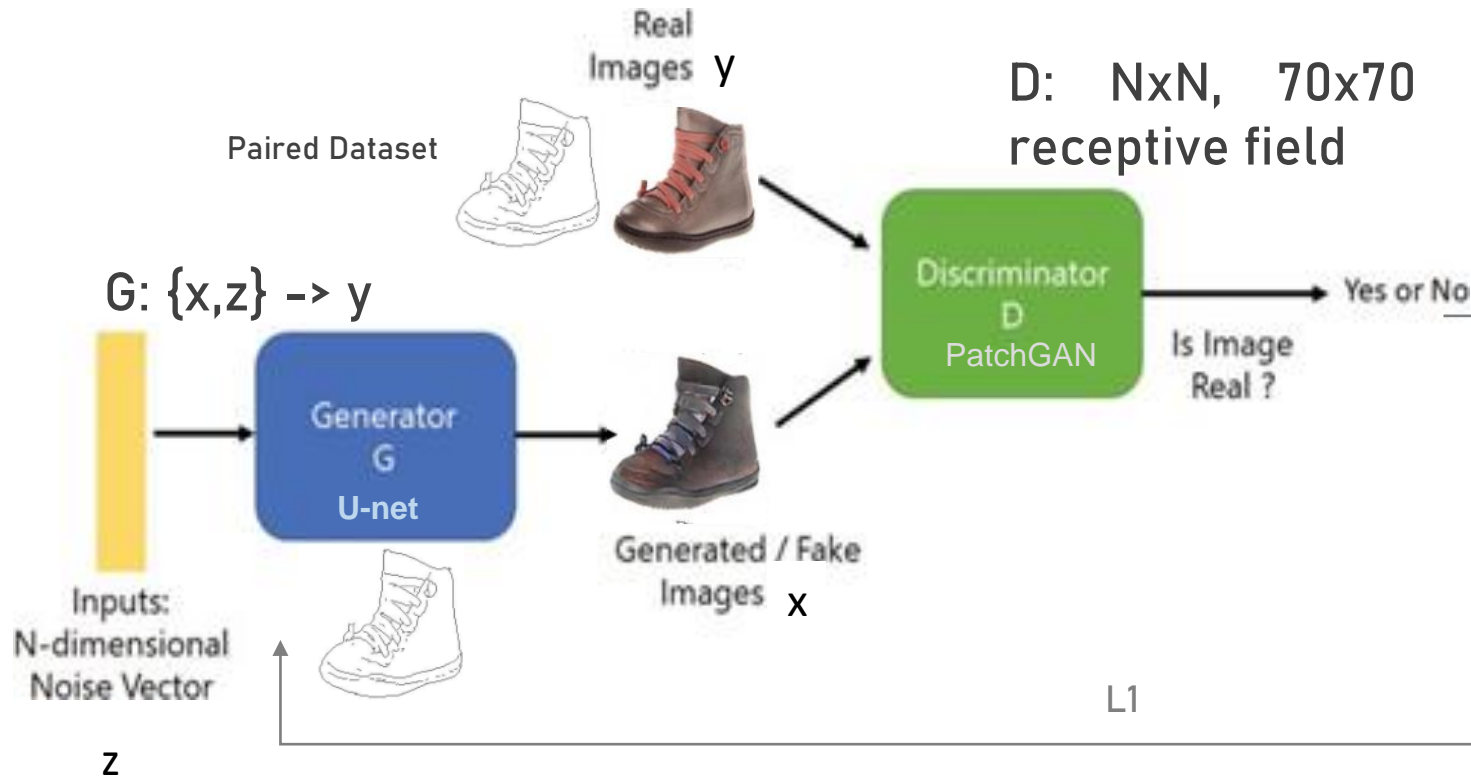 Real
Images y
D: NxN, 70x70
receptive field
Paired Dataset
G: {x,z} -> y
Discriminator
D
PatchGAN
Yes or No
Is Image
Real ?
Generator
G
U-net
Generated / Fake
Images x
Inputs:
N-dimensional
Noise Vector
z
L1